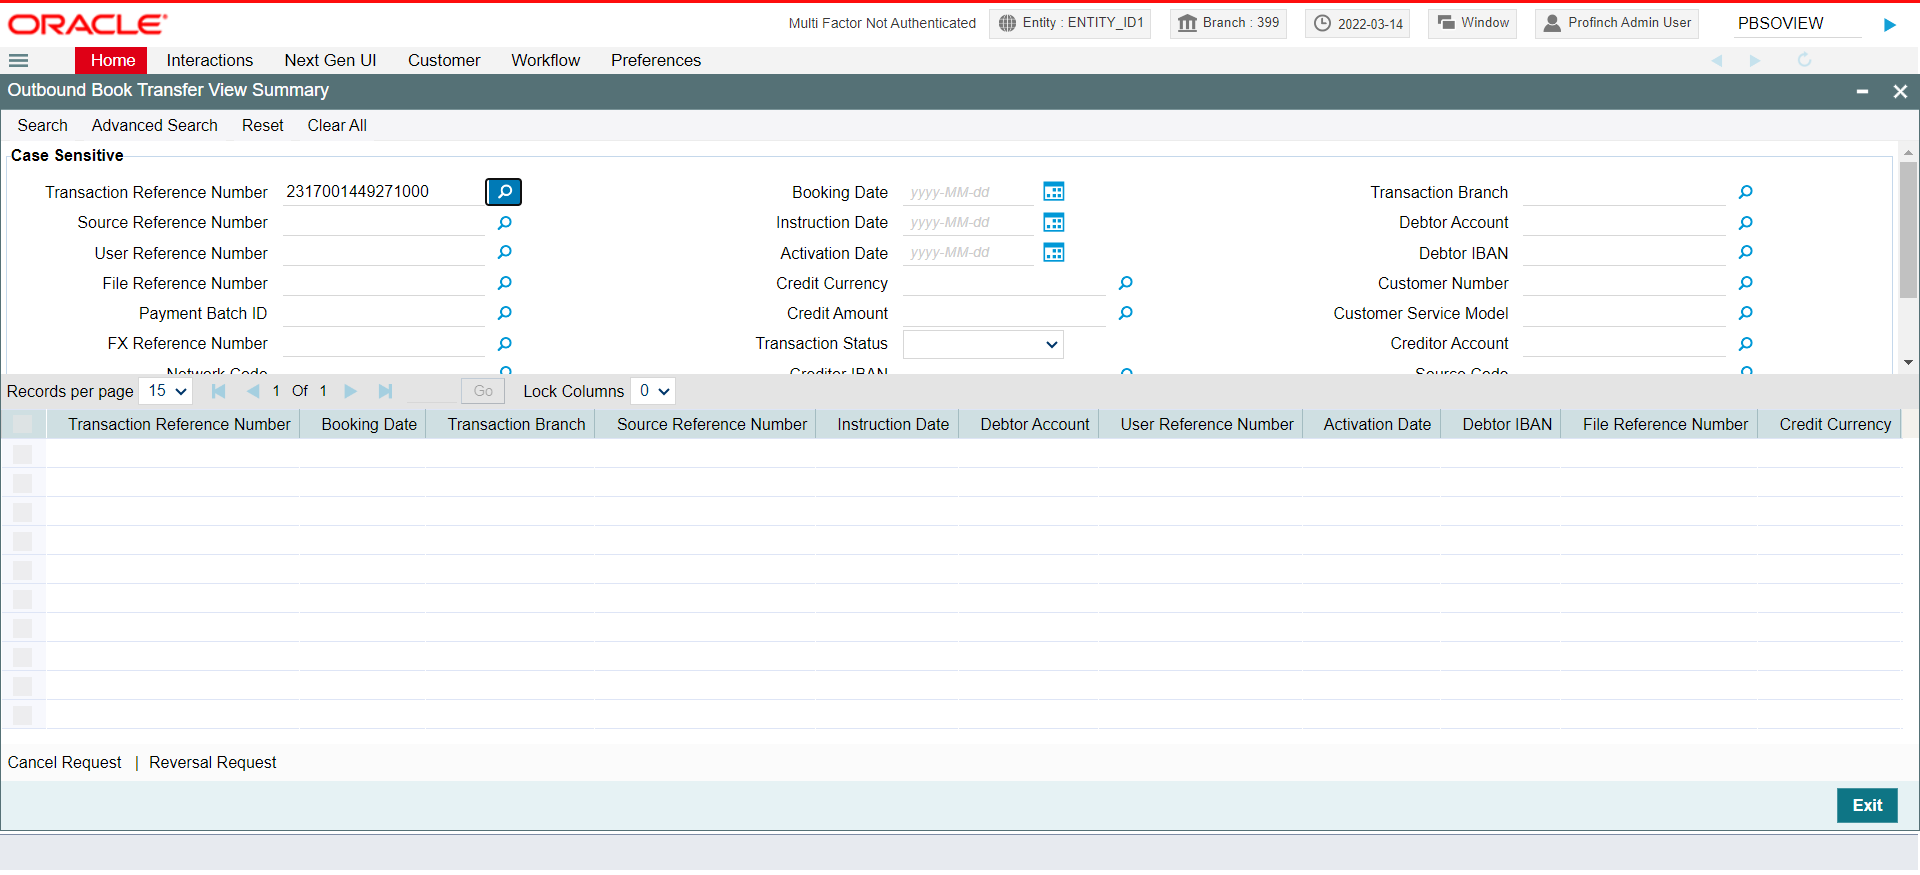 ORACLE
Multi Factor Not Authenticated
Entity : ENTITY_ID1
Branch : 399
2022-03-14
Window
Profinch Admin User
PBSOVIEW
Home Interactions Next Gen UI Customer Workflow Preferences
Outbound Book Transfer View Summary
Search Advanced Search Reset Clear All
Case Sensitive
Transaction Reference Number 2317001449271000 Booking Date yyyy-MM-dd Transaction Branch
Source Reference Number Instruction Date yyyy-MM-dd Debtor Account
User Reference Number Activation Date yyyy-MM-dd Debtor IBAN
File Reference Number Credit Currency Customer Number
Payment Batch ID Credit Amount Customer Service Model
FX Reference Number Transaction Status Creditor Account
Network Code Creditor IBAN Source Code
Records per page 15 1 Of 1 Go Lock Columns 0
Transaction Reference Number Booking Date Transaction Branch Source Reference Number Instruction Date Debtor Account User Reference Number Activation Date Debtor IBAN File Reference Number Credit Currency
Cancel Request | Reversal Request
Exit